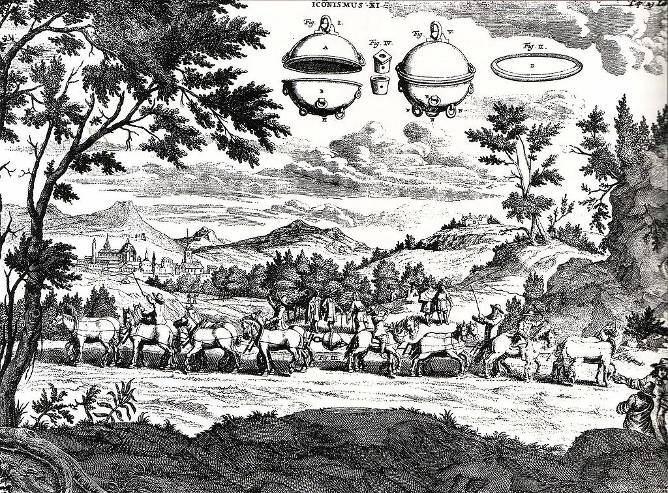 ICONISMUS XI
Fig. I.
Fig. IV.
Fig. V.
Fig. II.
A
B
D